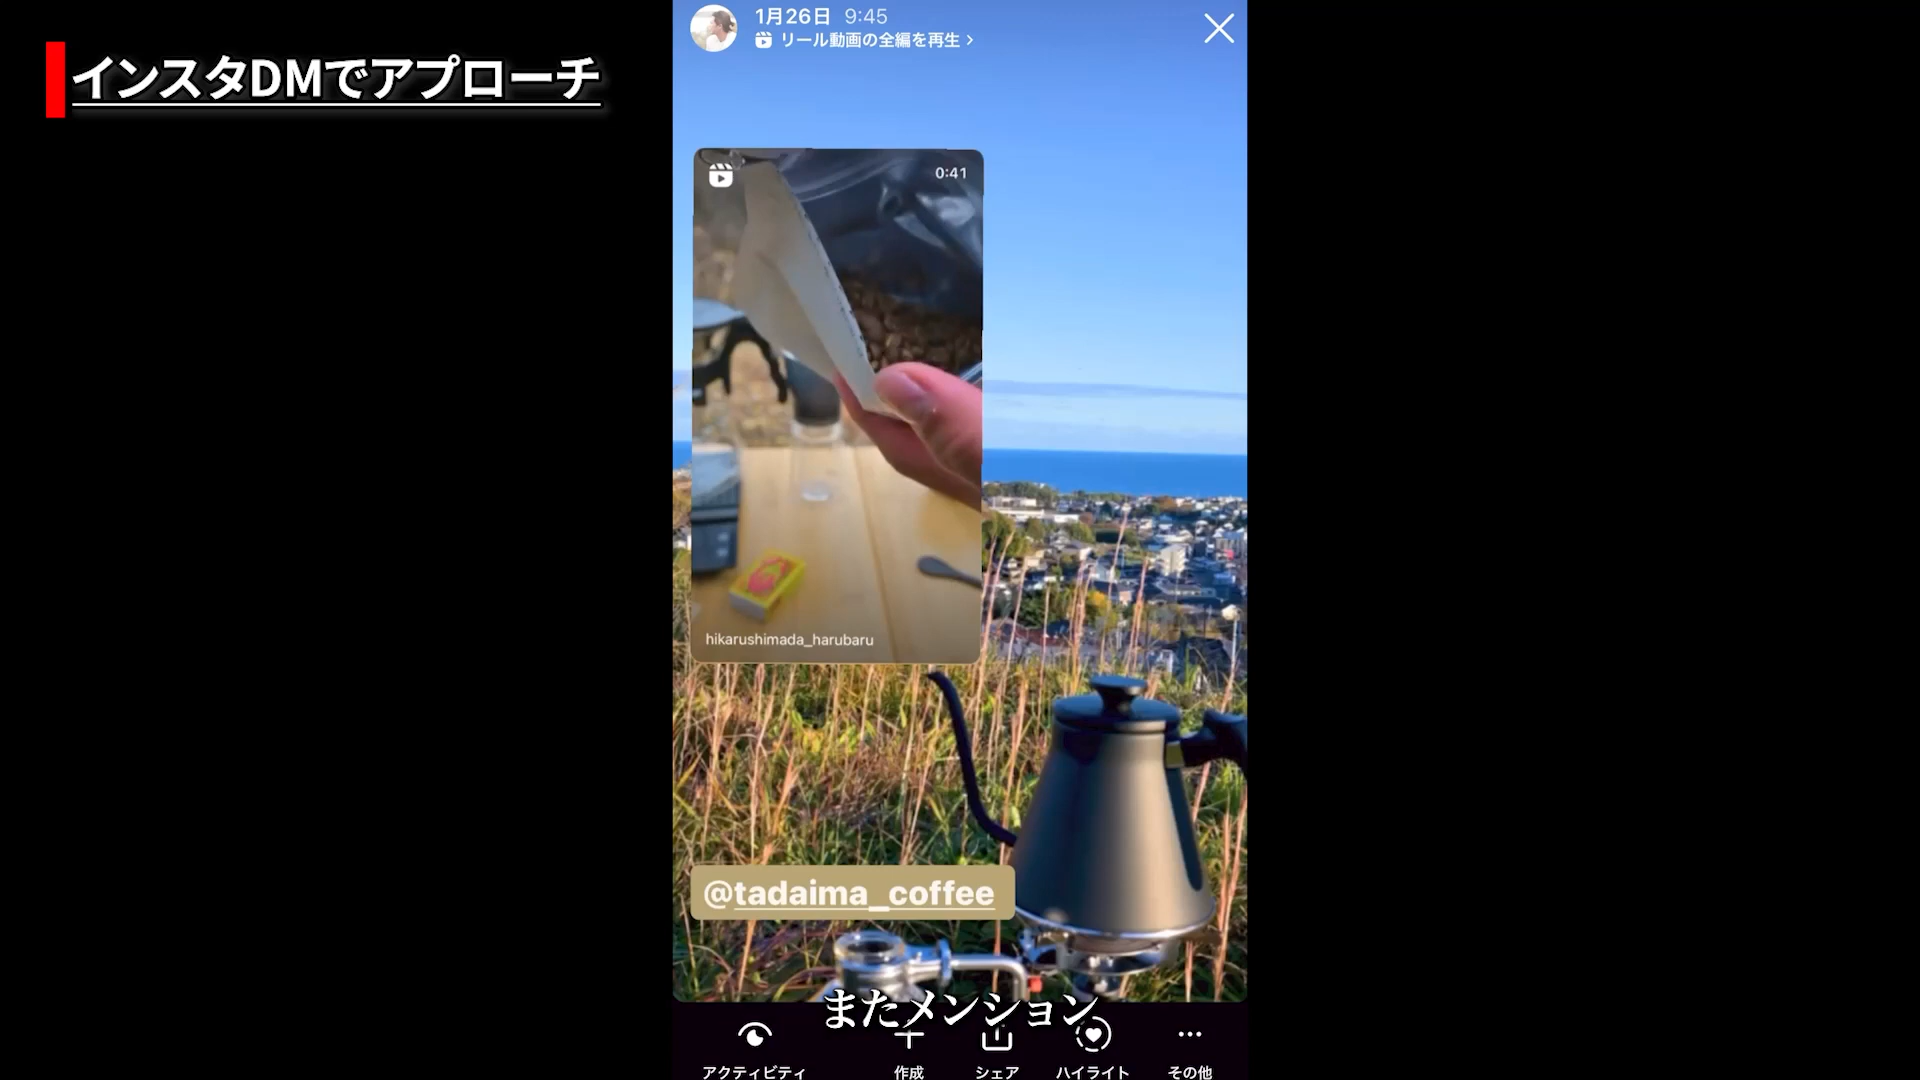 インスタDMでアプローチ
1月26日 9:45
リール動画の全編を再生
0:41
hikarushimada_harubaru
@tadaima_coffee
またメンション
アクティビティ
作成
シェア
ハイライト
その他